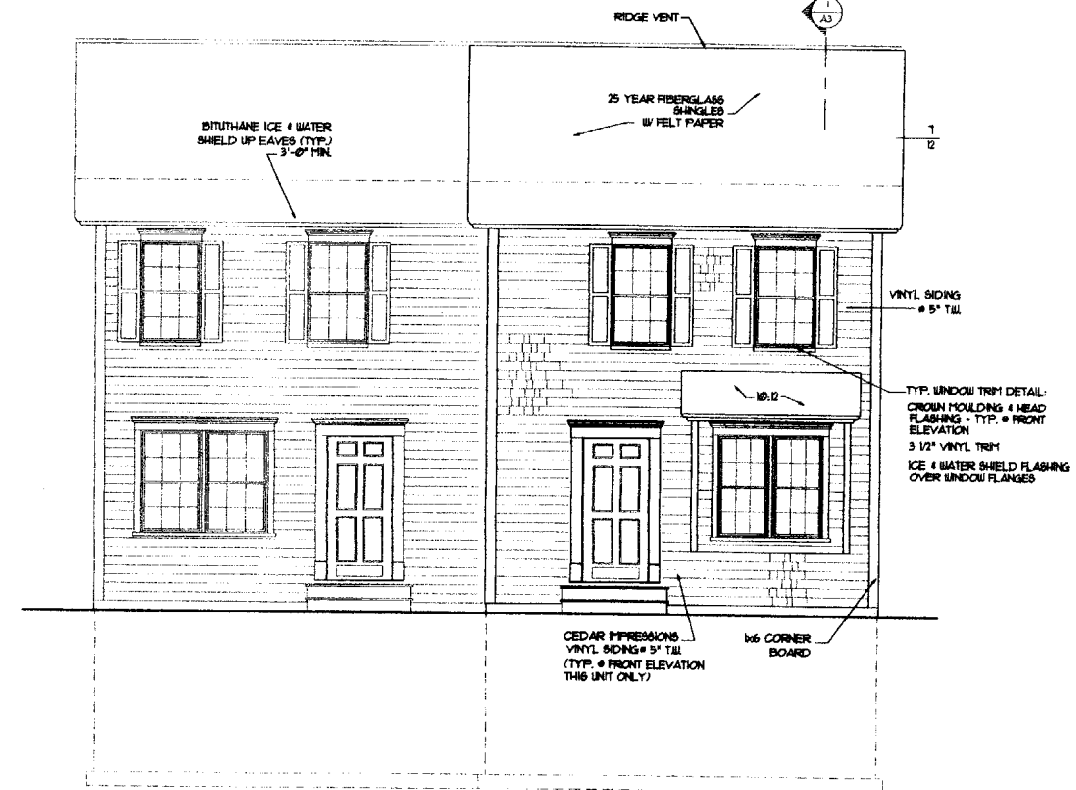 1
A3
RIDGE VENT
25 YEAR FIBERGLASS
SHINGLES
W/ FELT PAPER
BITUTHANE ICE & WATER
SHIELD UP EAVES (TYP.)
3'-0" MIN.
7
12
VINYL SIDING
@ 5" T.W.
10:12
TYP. WINDOW TRIM DETAIL:
CROWN MOULDING & HEAD
FLASHING - TYP. @ FRONT
ELEVATION
3 1/2" VINYL TRIM
ICE & WATER SHIELD FLASHING
OVER WINDOW FLANGES
CEDAR IMPRESSIONS
VINYL SIDING @ 5" T.W.
(TYP. @ FRONT ELEVATION
THIS UNIT ONLY)
1x6 CORNER
BOARD